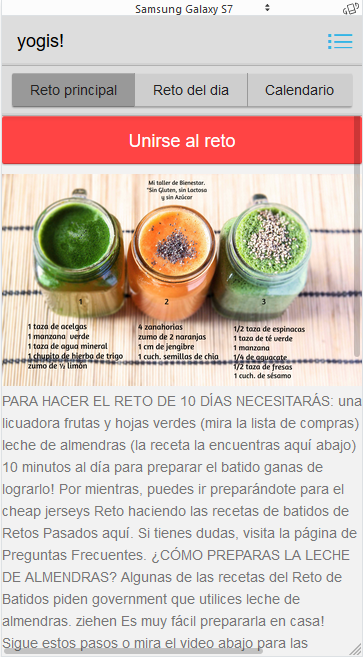 Samsung Galaxy S7
yogis!
Reto principal
Reto del dia
Calendario
Unirse al reto
Mi taller de Bienestar.
"Sin Gluten, sin Lactosa
y sin Azúcar
1
2
3
1 taza de acelgas
1 manzana verde
1 taza de agua mineral
1 chupito de hierba de trigo
zumo de ½ limón
4 zanahorias
zumo de 2 naranjas
1 cm de jengibre
1 cuch. semillas de chia
1/2 taza de espinacas
1 taza de té verde
1 manzana
1/4 de aguacate
1/2 taza de fresas
1 cuch. de sésamo
PARA HACER EL RETO DE 10 DÍAS NECESITARÁS: una
licuadora frutas y hojas verdes (mira la lista de compras)
leche de almendras (la receta la encuentras aquí abajo)
10 minutos al día para preparar el batido ganas de
lograrlo! Por mientras, puedes ir preparándote para el
cheap jerseys Reto haciendo las recetas de batidos de
Retos Pasados aquí. Si tienes dudas, visita la página de
Preguntas Frecuentes. ¿CÓMO PREPARAS LA LECHE
DE ALMENDRAS? Algunas de las recetas del Reto de
Batidos piden government que utilices leche de
almendras. ziehen Es muy fácil prepararla en casa!
Sigue estos pasos o mira el video abajo para las